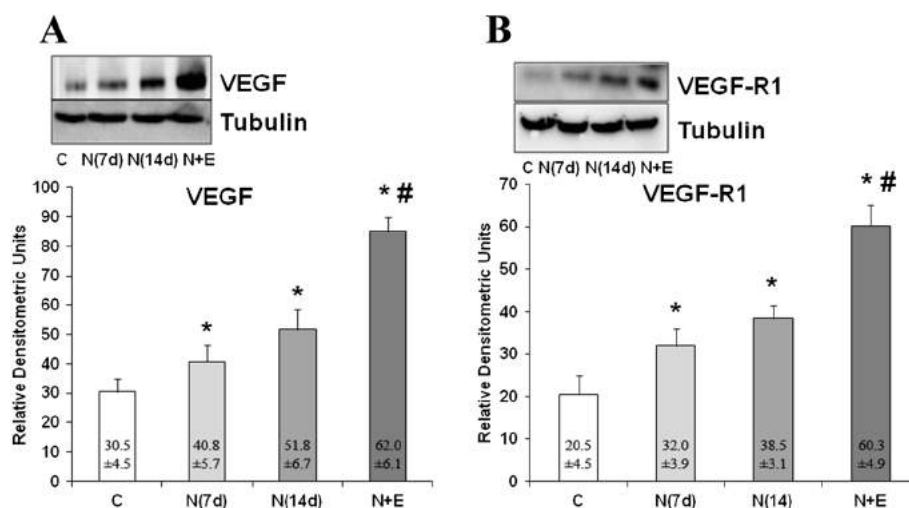 A
VEGF
Tubulin
C N(7d) N(14d) N+E
VEGF
Relative Densitometric Units
100
90
80
70
60
50
40
30
20
10
0
* 
*
* #
30.5 ±4.5
40.8 ±5.7
51.8 ±6.7
62.0 ±6.1
C N(7d) N(14d) N+E
B
VEGF-R1
Tubulin
C N(7d) N(14d) N+E
VEGF-R1
Relative Densitometric Units
70
60
50
40
30
20
10
0
*
*
* #
20.5 ±4.5
32.0 ±3.9
38.5 ±3.1
60.3 ±4.9
C N(7d) N(14) N+E